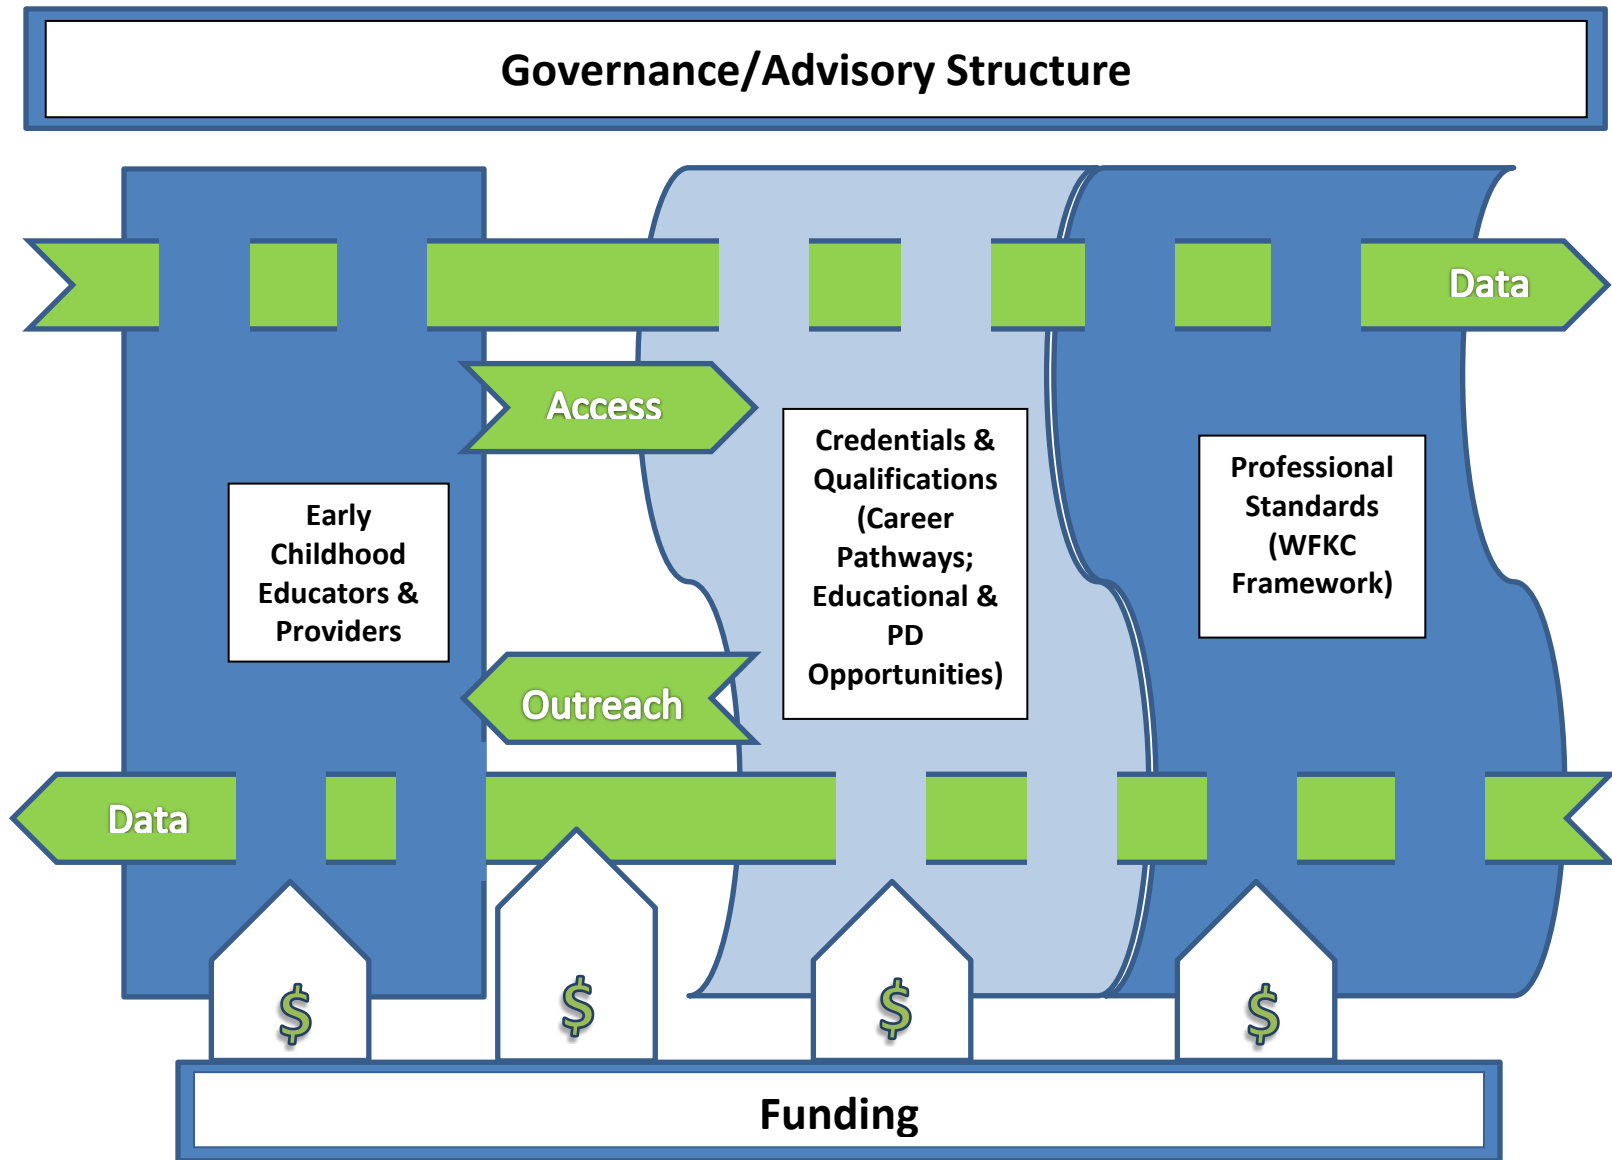 Governance/Advisory Structure
Data
Access
Early
Childhood
Educators &
Providers
Credentials &
Qualifications
(Career
Pathways;
Educational &
PD
Opportunities)
Professional
Standards
(WFKC
Framework)
Outreach
Data
$
$
$
$
Funding